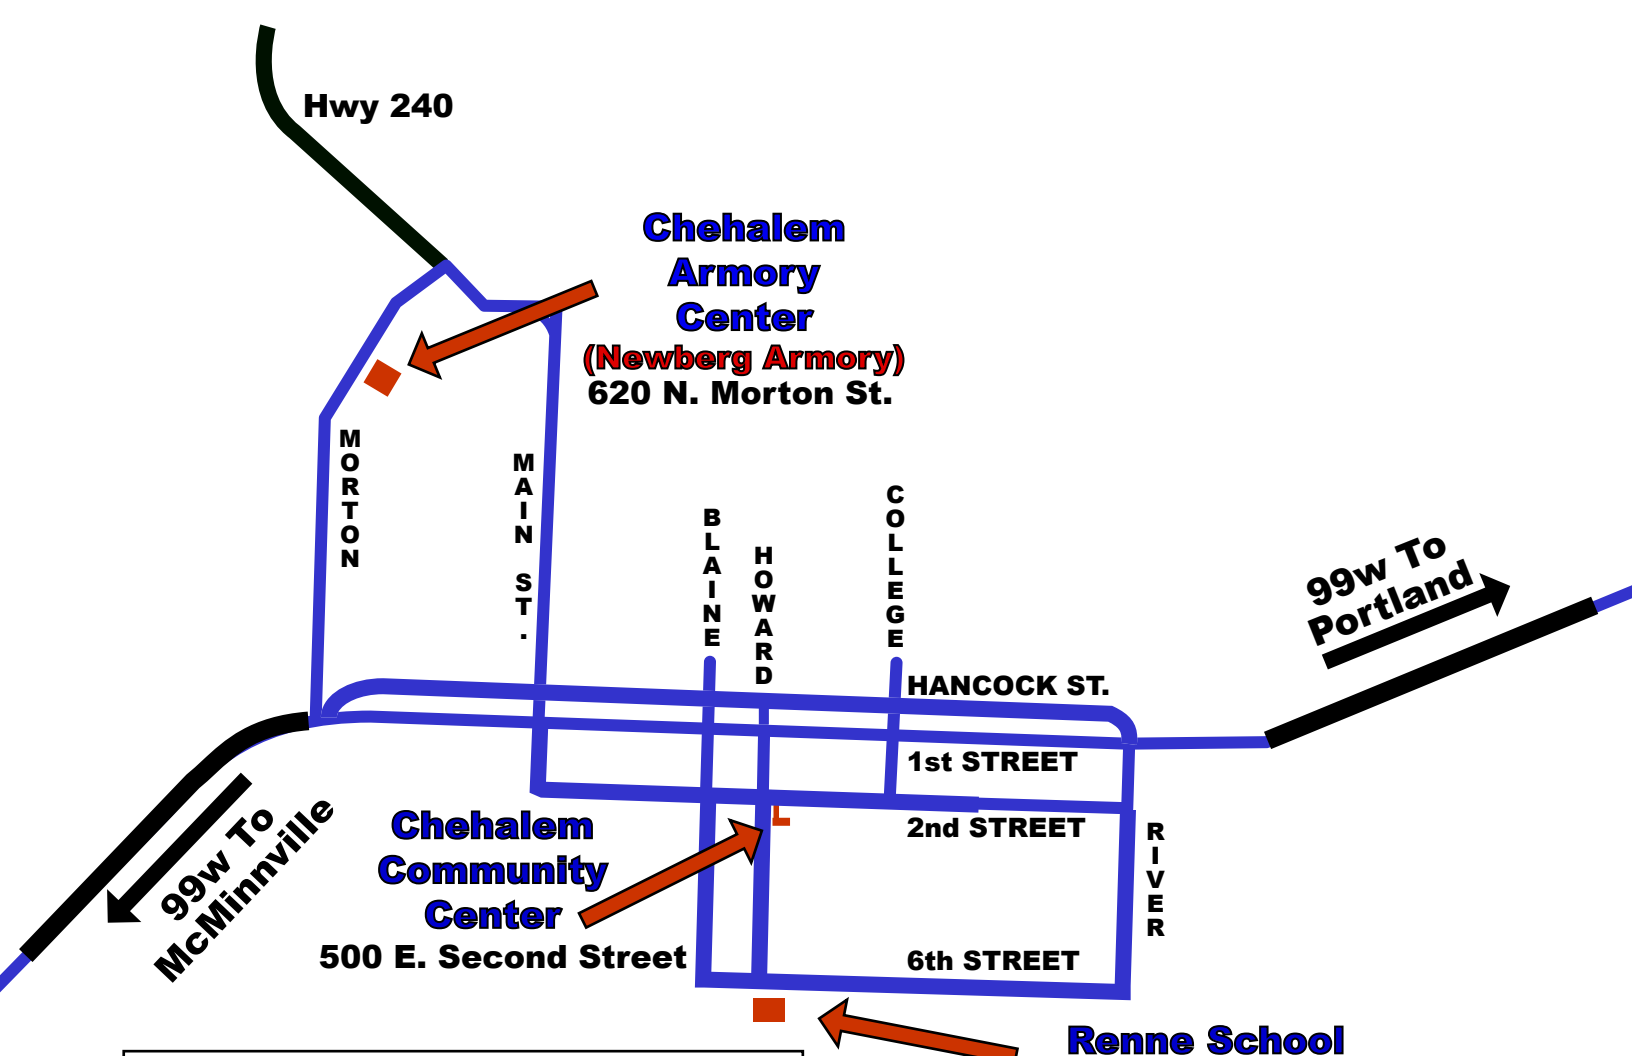 Hwy 240
Chehalem
Armory
Center
(Newberg Armory)
620 N. Morton St.
MORTON
MAIN ST.
BLAINE
HOWARD
COLLEGE
99w To
Portland
HANCOCK ST.
1st STREET
2nd STREET
99w To
McMinnville
Chehalem
Community
Center
500 E. Second Street
RIVER
6th STREET
Renne School